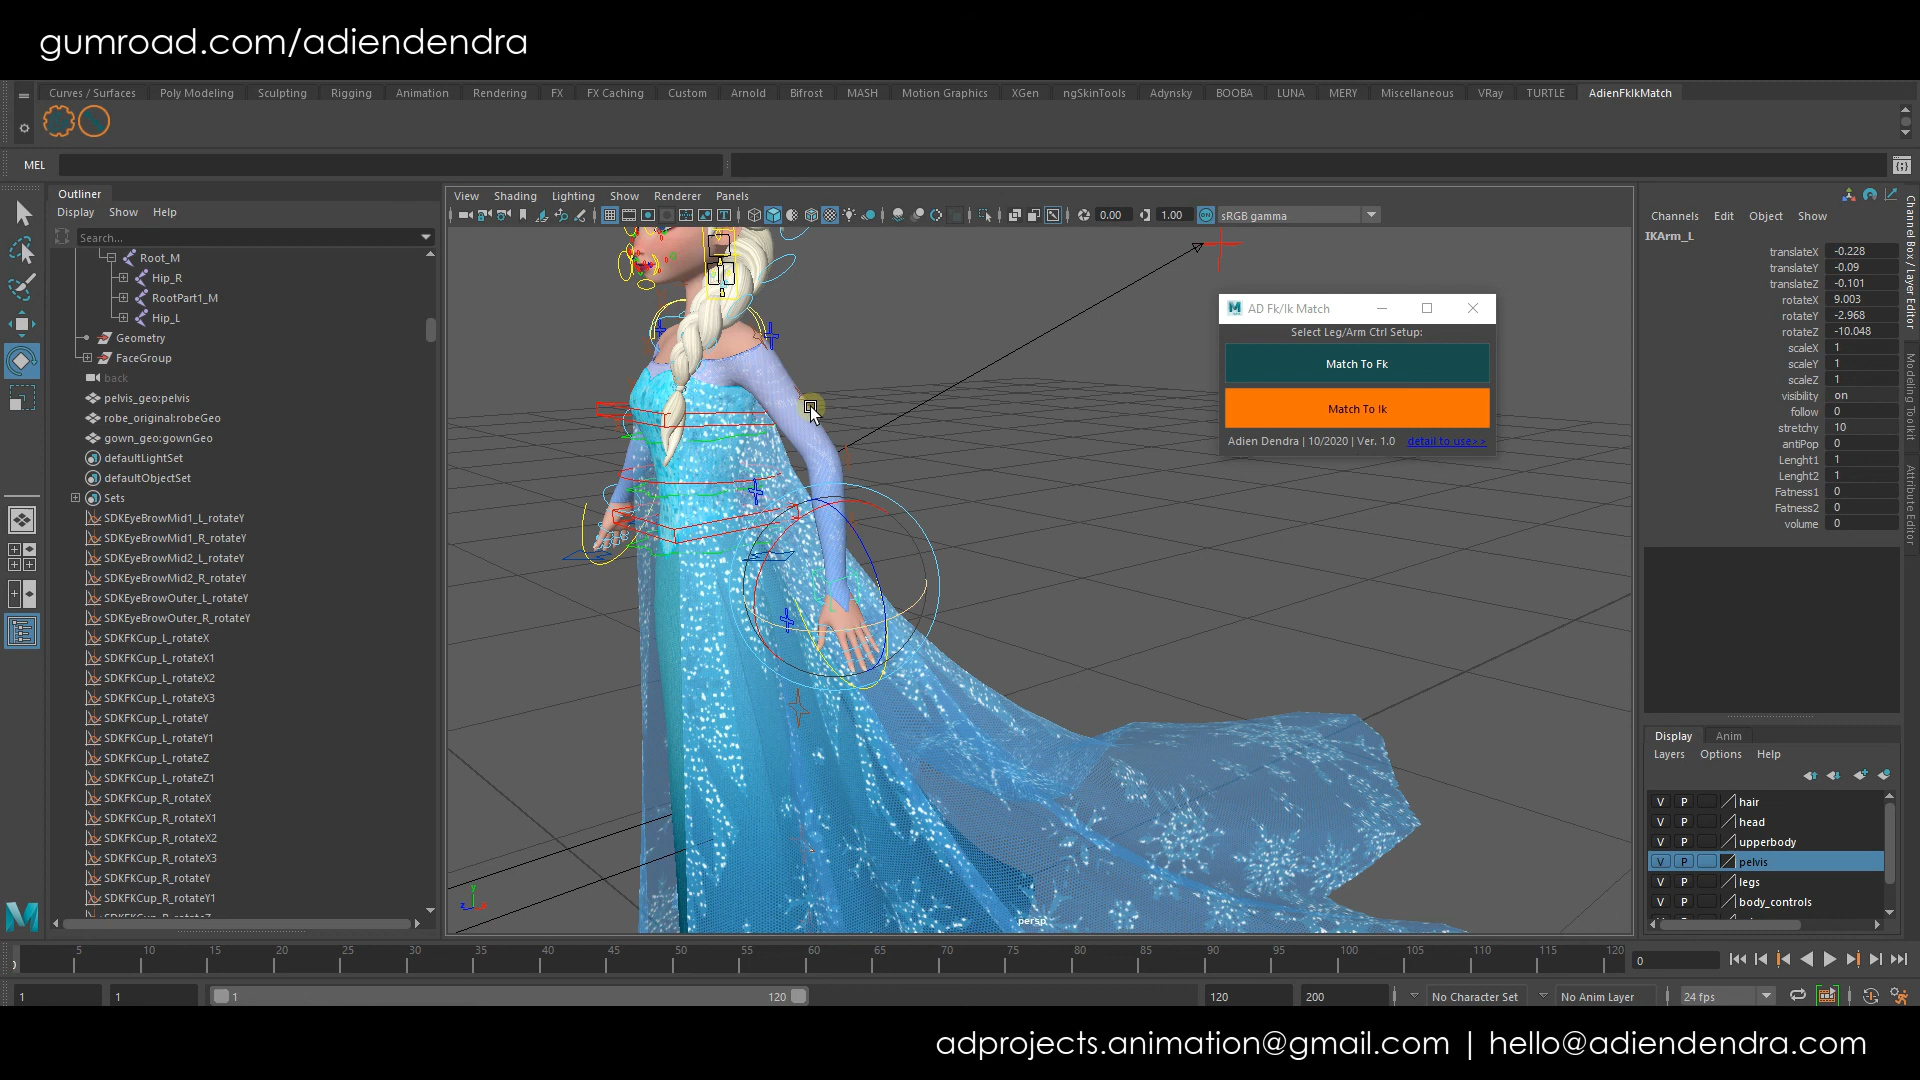 gumroad.com/adiendendra
Curves / Surfaces Poly Modeling Sculpting Rigging Animation Rendering FX FX Caching Custom Arnold Bifrost MASH Motion Graphics XGen ngSkinTools Adynsky BOOBA LUNA MERY Miscellaneous VRay TURTLE AdienFkIkMatch
MEL
Outliner
Display Show Help
Search...
Root_M
Hip_R
RootPart1_M
Hip_L
Geometry
FaceGroup
back
pelvis_geo:pelvis
robe_original:robeGeo
gown_geo:gownGeo
defaultLightSet
defaultObjectSet
Sets
SDKEyeBrowMid1_L_rotateY
SDKEyeBrowMid1_R_rotateY
SDKEyeBrowMid2_L_rotateY
SDKEyeBrowMid2_R_rotateY
SDKEyeBrowOuter_L_rotateY
SDKEyeBrowOuter_R_rotateY
SDKFKCup_L_rotateX
SDKFKCup_L_rotateX1
SDKFKCup_L_rotateX2
SDKFKCup_L_rotateX3
SDKFKCup_L_rotateY
SDKFKCup_L_rotateY1
SDKFKCup_L_rotateZ
SDKFKCup_L_rotateZ1
SDKFKCup_R_rotateX
SDKFKCup_R_rotateX1
SDKFKCup_R_rotateX2
SDKFKCup_R_rotateX3
SDKFKCup_R_rotateY
SDKFKCup_R_rotateY1
View Shading Lighting Show Renderer Panels
0.00 1.00 sRGB gamma
AD Fk/Ik Match
Select Leg/Arm Ctrl Setup:
Match To Fk
Match To Ik
Adien Dendra | 10/2020 | Ver. 1.0 detail to use>>
persp
y
z x
Channels Edit Object Show
IKArm_L
translateX -0.228
translateY -0.09
translateZ -0.101
rotateX 9.003
rotateY -2.968
rotateZ -10.048
scaleX 1
scaleY 1
scaleZ 1
visibility on
follow 0
stretchy 10
antiPop 0
Lenght1 1
Lenght2 1
Fatness1 0
Fatness2 0
volume 0
Channel Box / Layer Editor
Modeling Toolkit
Attribute Editor
Display Anim
Layers Options Help
V P hair
V P head
V P upperbody
V P pelvis
V P legs
V P body_controls
5 10 15 20 25 30 35 40 45 50 55 60 65 70 75 80 85 90 95 100 105 110 115 120
0
1 1 1 120 120 200 No Character Set No Anim Layer 24 fps
adprojects.animation@gmail.com | hello@adiendendra.com